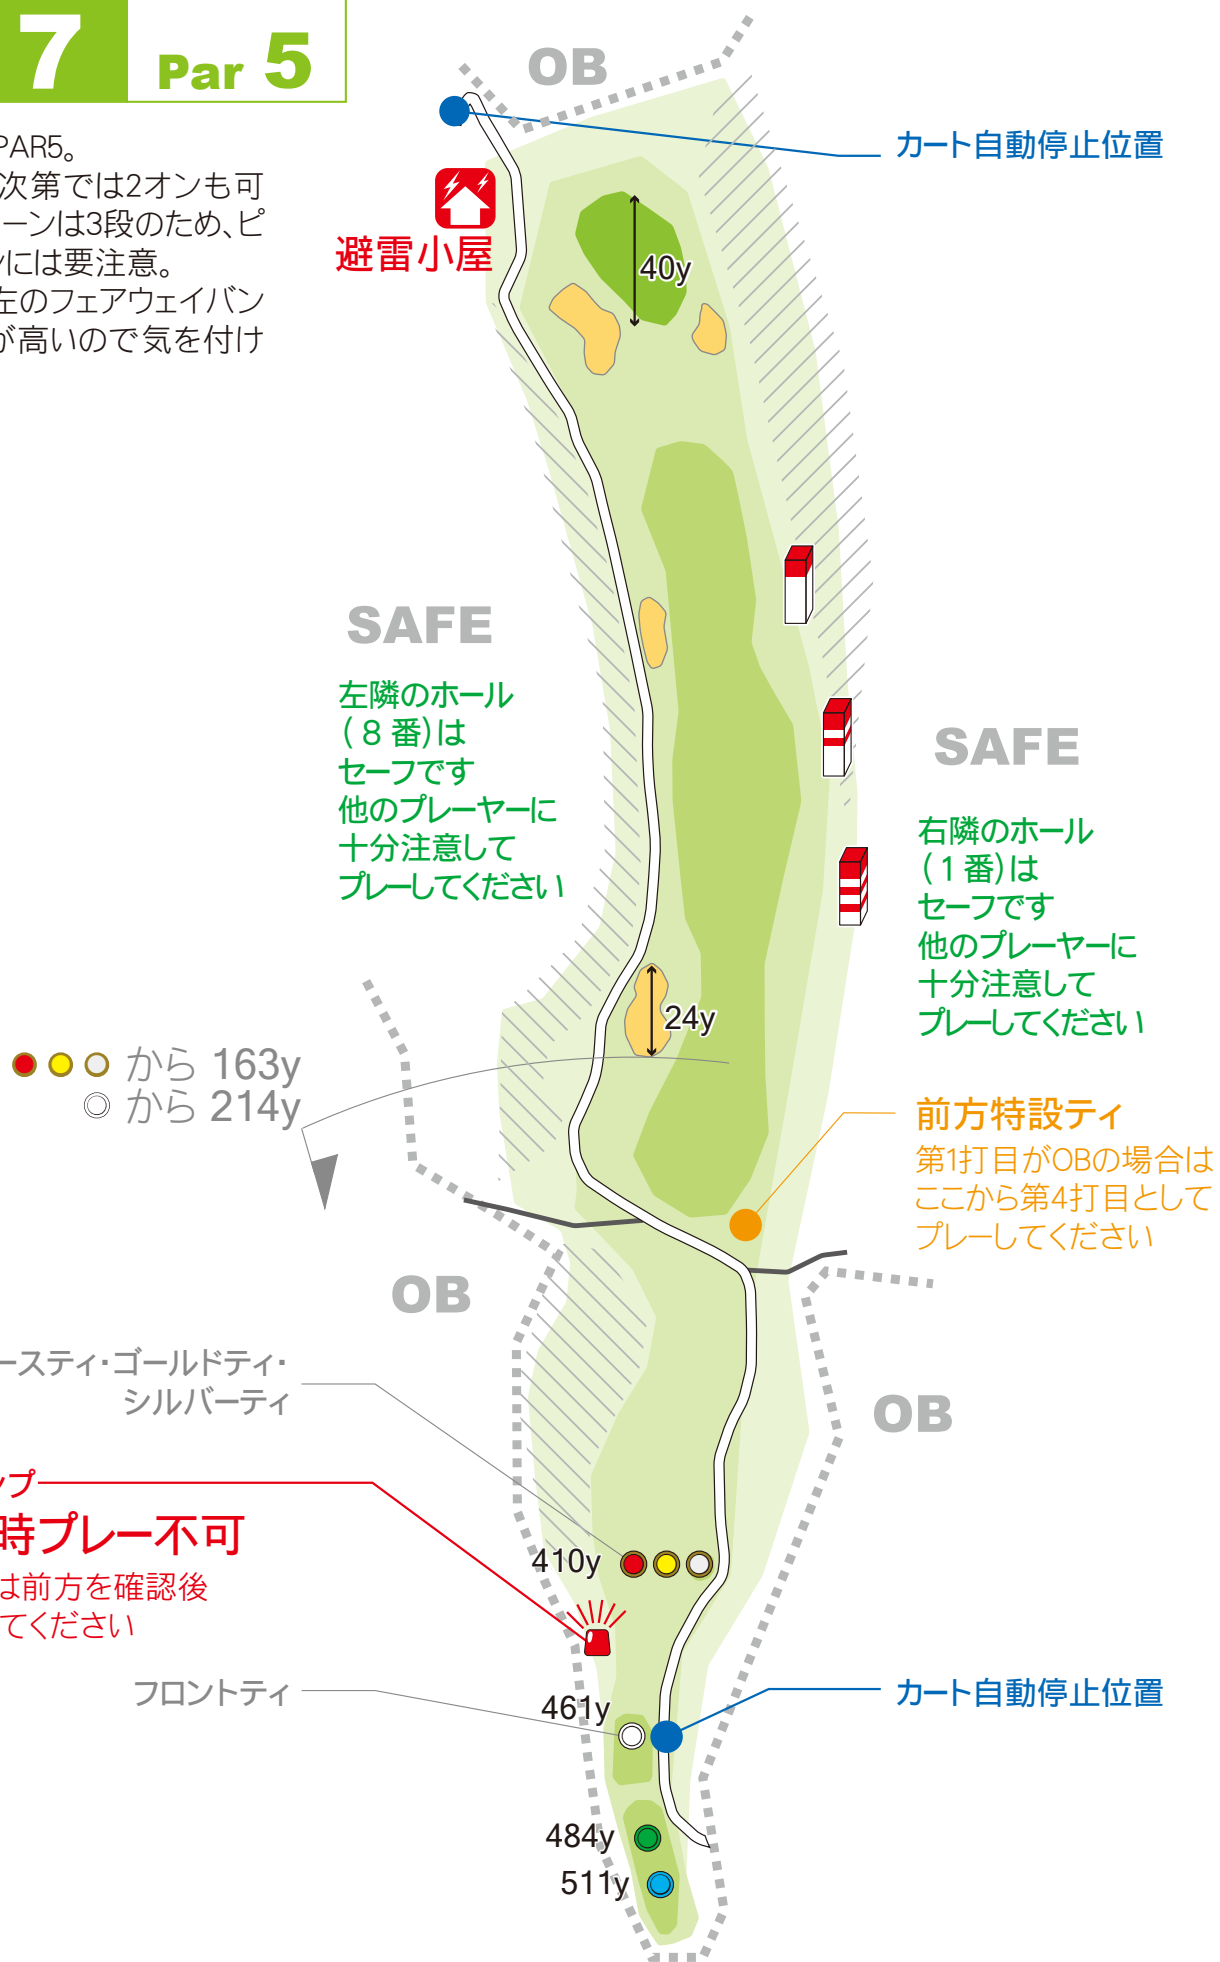 7
Par 5
PAR5。
次第では2オンも可
ーンは3段のため、ピ
ンには要注意。
左のフェアウェイバン
が高いので気を付け
OB
カート自動停止位置
避雷小屋
40y
SAFE
左隣のホール
（８番）は
セーフです
他のプレーヤーに
十分注意して
プレーしてください
SAFE
右隣のホール
（１番）は
セーフです
他のプレーヤーに
十分注意して
プレーしてください
24y
から 163y
から 214y
前方特設ティ
第1打目がOBの場合は
ここから第4打目として
プレーしてください
OB
ースティ・ゴールドティ・
シルバーティ
OB
ンプ
時プレー不可
は前方を確認後
てください
410y
フロントティ
461y
カート自動停止位置
484y
511y